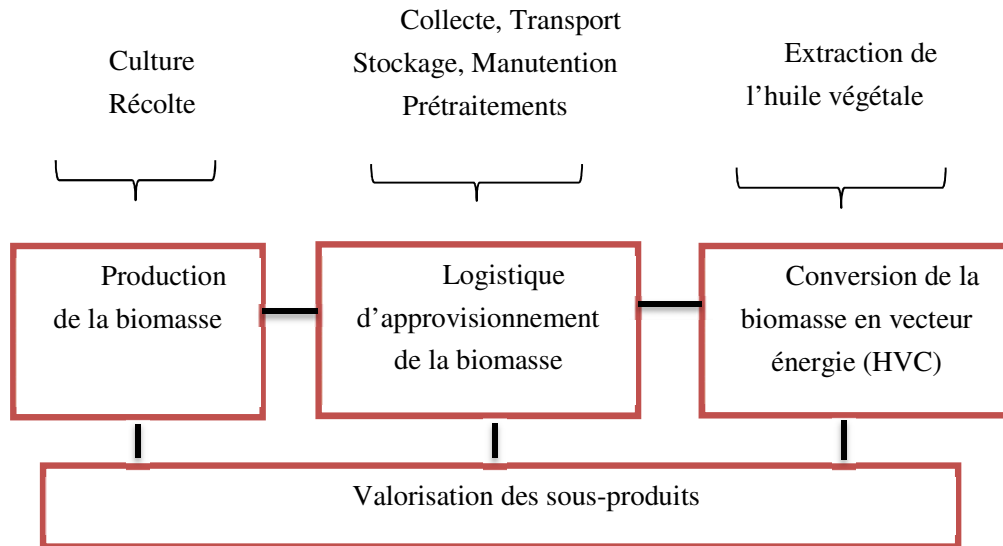 Culture
Récolte
Collecte, Transport
Stockage, Manutention
Prétraitements
Extraction de
l’huile végétale
Production
de la biomasse
Logistique
d’approvisionnement
de la biomasse
Conversion de la
biomasse en vecteur
énergie (HVC)
Valorisation des sous-produits